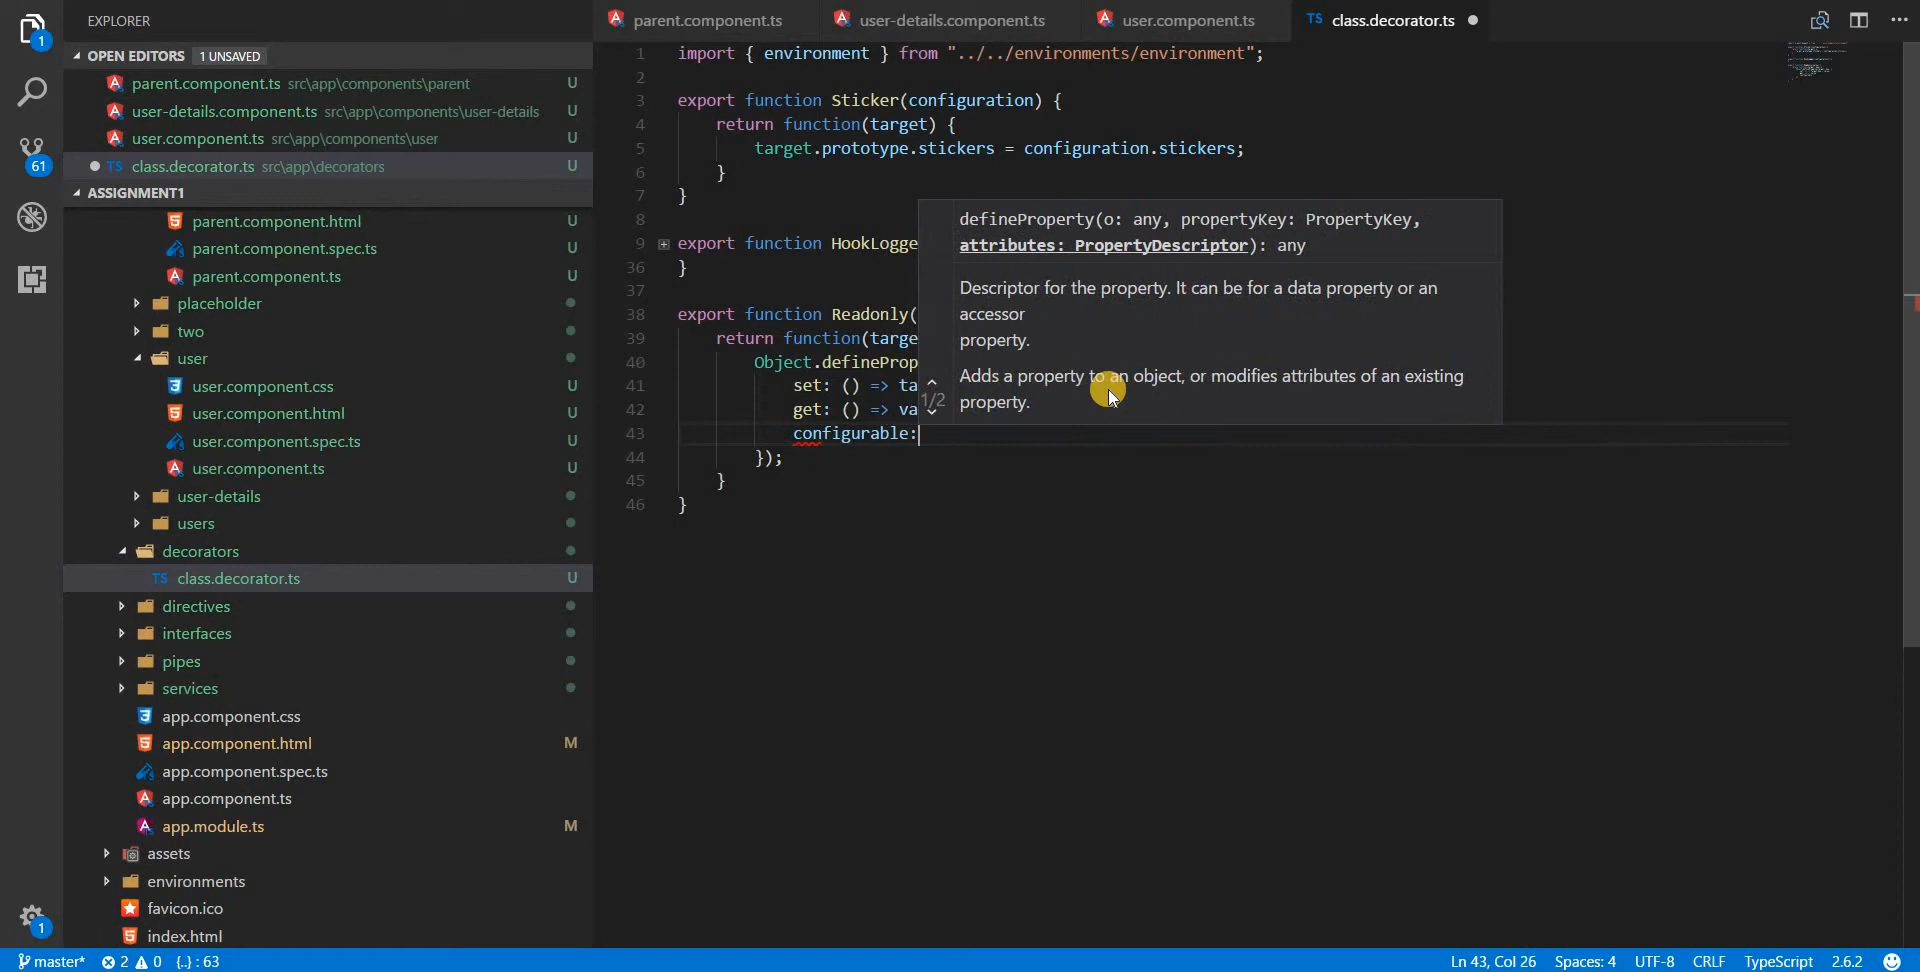 EXPLORER
OPEN EDITORS 1 UNSAVED
parent.component.ts src\app\components\parent U
user-details.component.ts src\app\components\user-details U
user.component.ts src\app\components\user U
TS class.decorator.ts src\app\decorators U
ASSIGNMENT1
parent.component.html U
parent.component.spec.ts U
parent.component.ts U
placeholder
two
user
user.component.css U
user.component.html U
user.component.spec.ts U
user.component.ts U
user-details
users
decorators
TS class.decorator.ts U
directives
interfaces
pipes
services
app.component.css
app.component.html M
app.component.spec.ts
app.component.ts
app.module.ts M
assets
environments
favicon.ico
index.html
1
61
1
parent.component.ts user-details.component.ts user.component.ts TS class.decorator.ts
1 import { environment } from "../../environments/environment";
2
3 export function Sticker(configuration) {
4 return function(target) {
5 target.prototype.stickers = configuration.stickers;
6 }
7 }
8
9 export function HookLogge
36 }
37
38 export function Readonly(
39 return function(targe
40 Object.defineProp
41 set: () => ta
42 get: () => va
43 configurable:
44 });
45 }
46 }
defineProperty(o: any, propertyKey: PropertyKey,
attributes: PropertyDescriptor): any
Descriptor for the property. It can be for a data property or an
accessor
property.
Adds a property to an object, or modifies attributes of an existing
1/2 property.
master* 2 0 {..} : 63 Ln 43, Col 26 Spaces: 4 UTF-8 CRLF TypeScript 2.6.2